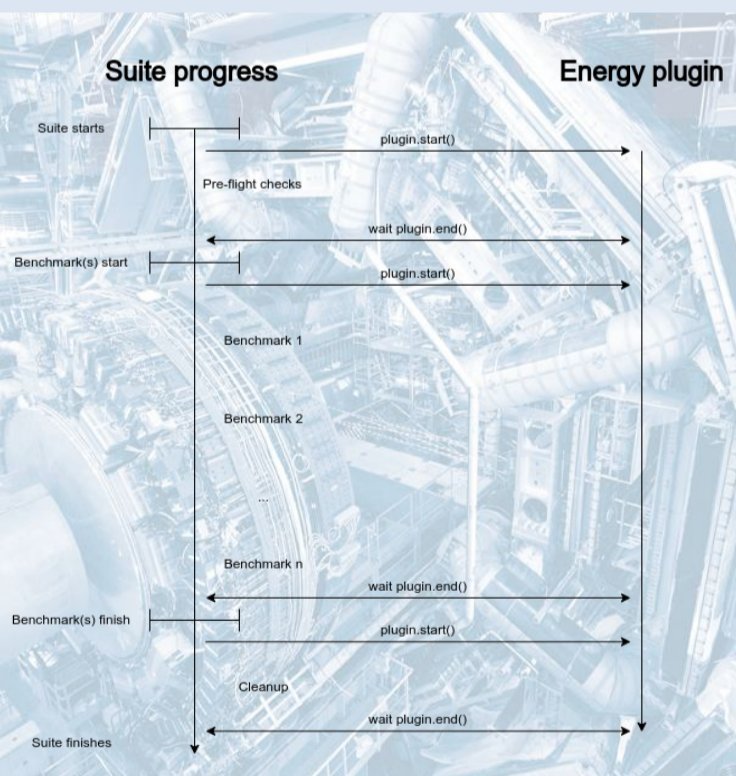 Suite progress
Energy plugin
Suite starts
plugin.start()
Pre-flight checks
wait plugin.end()
Benchmark(s) start
plugin.start()
Benchmark 1
Benchmark 2
...
Benchmark n
wait plugin.end()
Benchmark(s) finish
plugin.start()
Cleanup
wait plugin.end()
Suite finishes